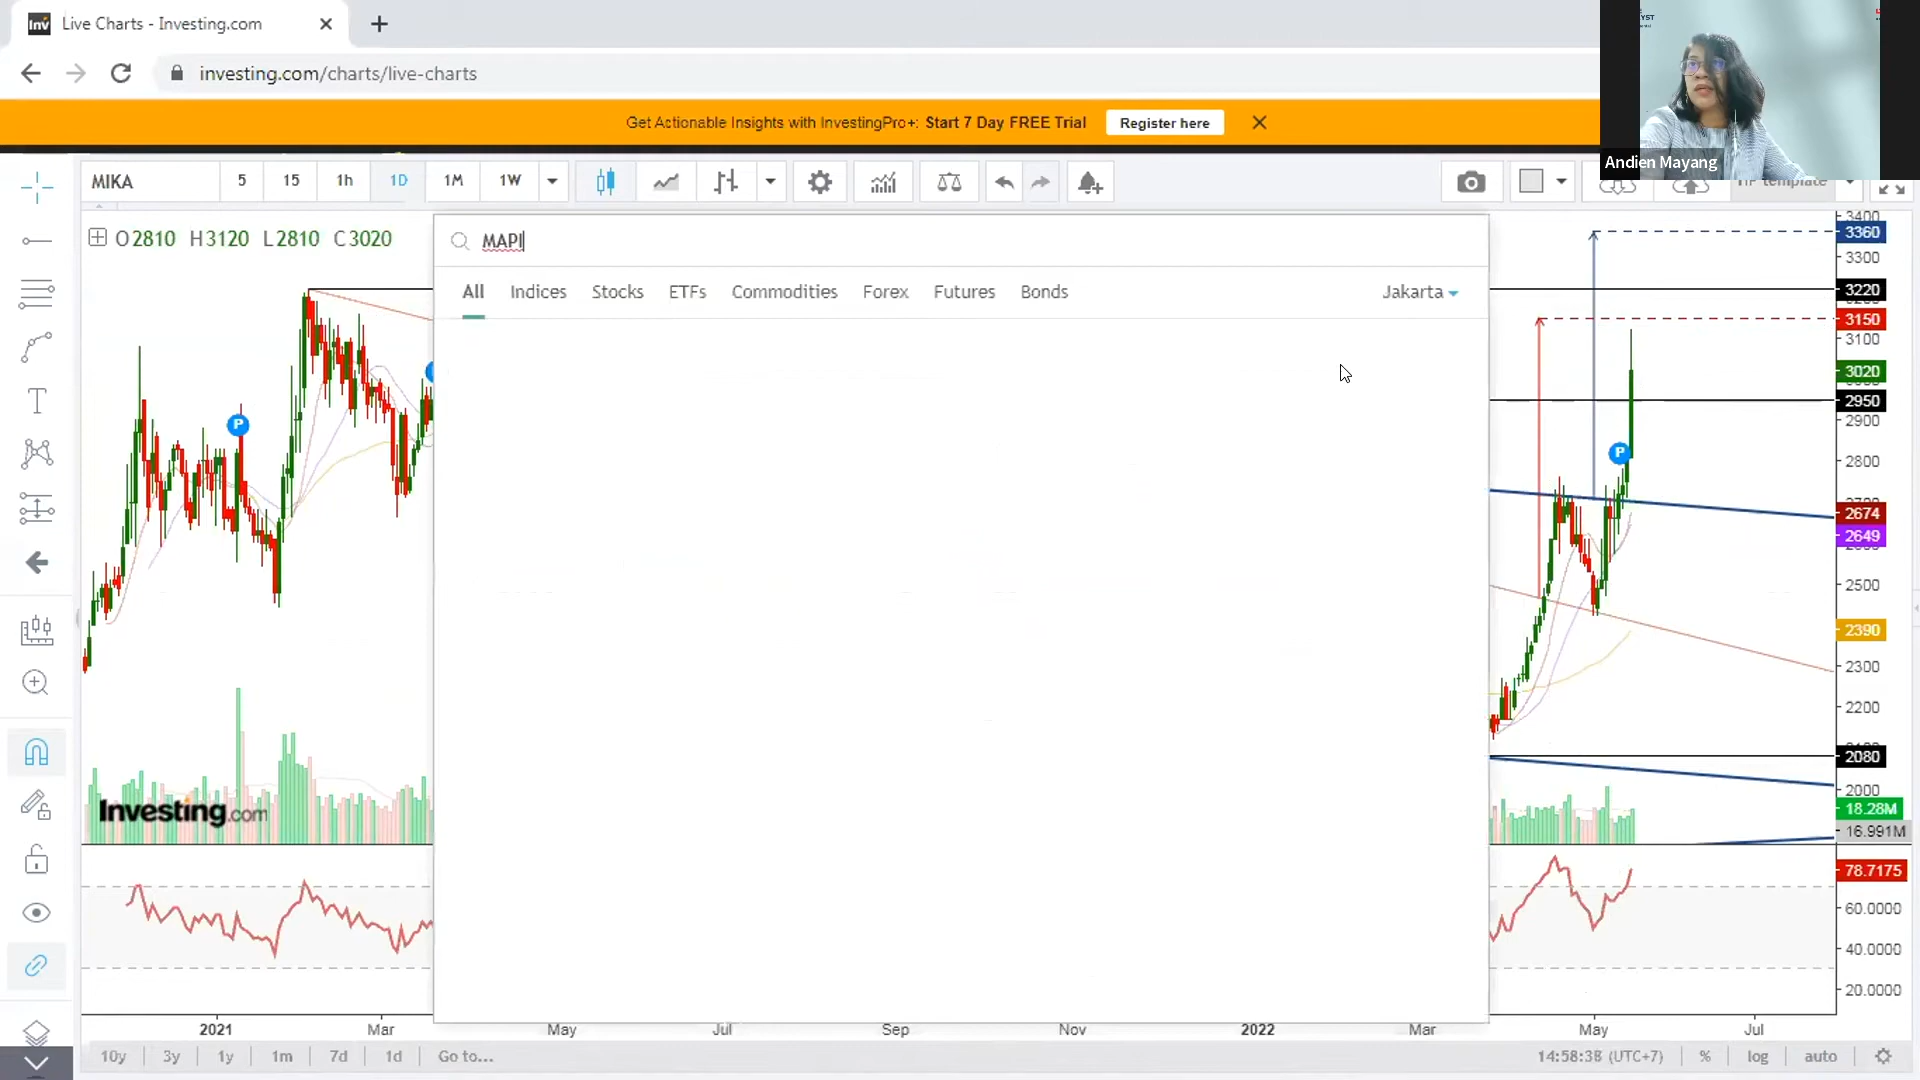 Inv Live Charts - Investing.com
investing.com/charts/live-charts
Get Actionable Insights with InvestingPro+: Start 7 Day FREE Trial Register here
YST
Andien Mayang
MIKA 5 15 1h 1D 1M 1W
O2810 H3120 L2810 C3020
MAPI
All Indices Stocks ETFs Commodities Forex Futures Bonds Jakarta
3400
3360
3300
3220
3150
3100
3020
2950
2900
2800
2674
2649
2500
2390
2300
2200
2080
2000
18.28M
16.991M
78.7175
60.0000
40.0000
20.0000
P
P
Investing.com
2021 Mar May Jul Sep Nov 2022 Mar May Jul
10y 3y 1y 1m 7d 1d Go to... 14:58:38 (UTC+7) % log auto